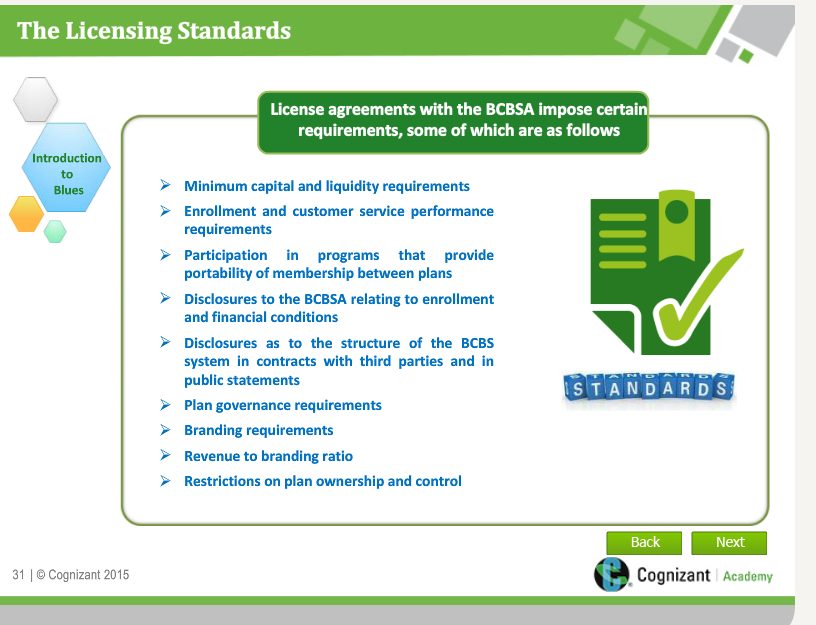 The Licensing Standards
License agreements with the BCBSA impose certain
requirements, some of which are as follows
Introduction
to
Blues
➢ Minimum capital and liquidity requirements
➢ Enrollment and customer service performance
requirements
➢ Participation in programs that provide
portability of membership between plans
➢ Disclosures to the BCBSA relating to enrollment
and financial conditions
➢ Disclosures as to the structure of the BCBS
system in contracts with third parties and in
public statements
➢ Plan governance requirements
➢ Branding requirements
➢ Revenue to branding ratio
➢ Restrictions on plan ownership and control
STANDARDS
STANDARDS
Back
Next
31 | © Cognizant 2015
Cognizant | Academy